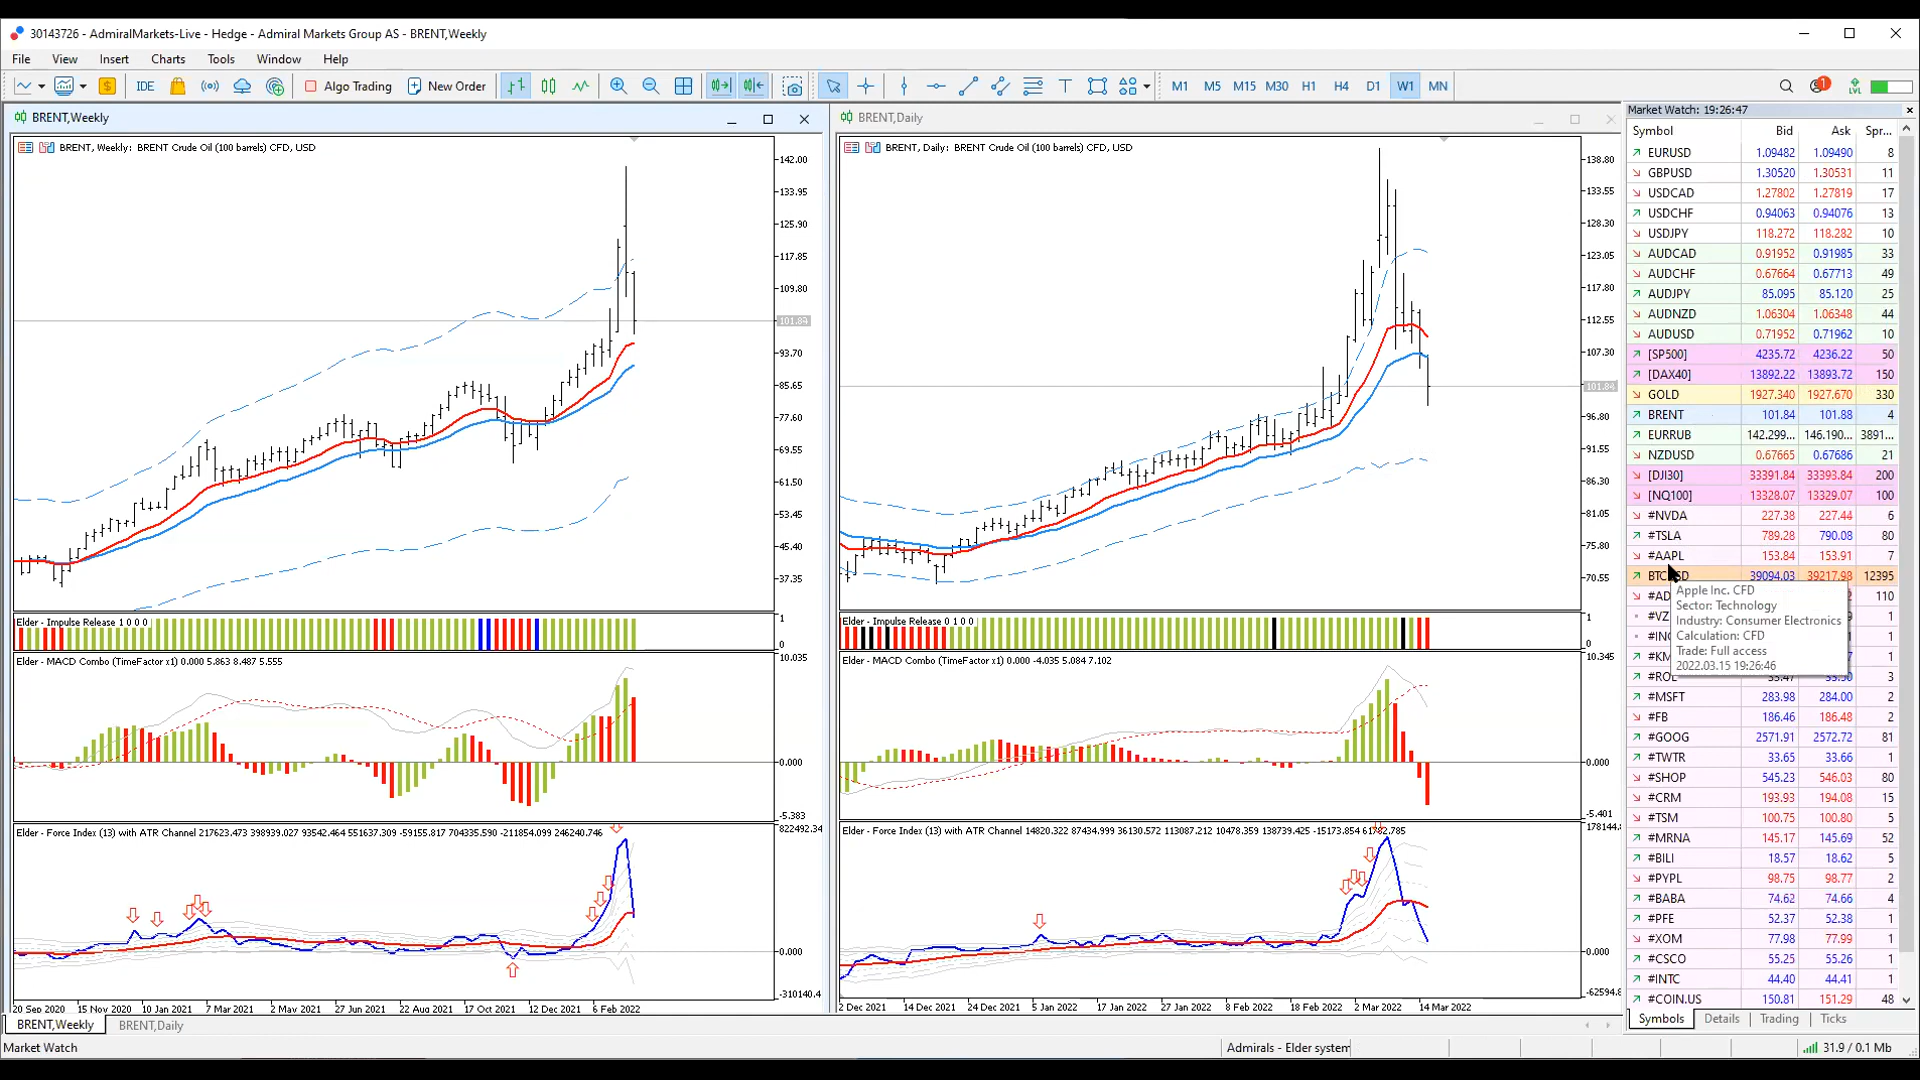 30143726 - AdmiralMarkets-Live - Hedge - Admiral Markets Group AS - BRENT,Weekly
File View Insert Charts Tools Window Help
IDE Algo Trading New Order M1 M5 M15 M30 H1 H4 D1 W1 MN 1 LVL
BRENT,Weekly
BRENT, Weekly: BRENT Crude Oil (100 barrels) CFD, USD
142.00
133.95
125.90
117.85
109.80
101.84
93.70
85.65
77.60
69.55
61.50
53.45
45.40
37.35
Elder - Impulse Release 1 0 0 0
1
0
Elder - MACD Combo (TimeFactor x1) 0.000 5.863 8.487 5.555
10.035
0.000
-5.383
Elder - Force Index (13) with ATR Channel 217623.473 398939.027 93542.464 551637.309 -59155.817 704335.590 -211854.099 246240.746
822492.34
0.000
-310140.4
20 Sep 2020 15 Nov 2020 10 Jan 2021 7 Mar 2021 2 May 2021 27 Jun 2021 22 Aug 2021 17 Oct 2021 12 Dec 2021 6 Feb 2022
BRENT,Daily
BRENT, Daily: BRENT Crude Oil (100 barrels) CFD, USD
138.80
133.55
128.30
123.05
117.80
112.55
107.30
101.84
96.80
91.55
86.30
81.05
75.80
70.55
Elder - Impulse Release 0 1 0 0
1
0
Elder - MACD Combo (TimeFactor x1) 0.000 -4.035 5.084 7.102
10.345
0.000
-5.401
Elder - Force Index (13) with ATR Channel 14820.322 87434.999 36130.572 113087.212 10478.359 138739.425 -15173.854
178144.8
0.000
-62594.8
2 Dec 2021 14 Dec 2021 24 Dec 2021 5 Jan 2022 17 Jan 2022 27 Jan 2022 8 Feb 2022 18 Feb 2022 2 Mar 2022 14 Mar 2022
Market Watch: 19:26:47
Symbol Bid Ask Spr...
EURUSD 1.09482 1.09490 8
GBPUSD 1.30520 1.30531 11
USDCAD 1.27802 1.27819 17
USDCHF 0.94063 0.94076 13
USDJPY 118.272 118.282 10
AUDCAD 0.91952 0.91985 33
AUDCHF 0.67664 0.67713 49
AUDJPY 85.095 85.120 25
AUDNZD 1.06304 1.06348 44
AUDUSD 0.71952 0.71962 10
[SP500] 4235.72 4236.22 50
[DAX40] 13892.22 13893.72 150
GOLD 1927.340 1927.670 330
BRENT 101.84 101.88 4
EURRUB 142.299... 146.190... 3891...
NZDUSD 0.67665 0.67686 21
[DJI30] 33391.84 33393.84 200
[NQ100] 13328.07 13329.07 100
#NVDA 227.38 227.44 6
#TSLA 789.28 790.08 80
#AAPL 153.84 153.91 7
39094.03 39217.98 12395
Apple Inc. CFD
Sector: Technology
Industry: Consumer Electronics
Calculation: CFD
Trade: Full access
2022.03.15 19:26:46
110
1
1
1
3
#MSFT 283.98 284.00 2
#FB 186.46 186.48 2
#GOOG 2571.91 2572.72 81
#TWTR 33.65 33.66 1
#SHOP 545.23 546.03 80
#CRM 193.93 194.08 15
#TSM 100.75 100.80 5
#MRNA 145.17 145.69 52
#BILI 18.57 18.62 5
#PYPL 98.75 98.77 2
#BABA 74.62 74.66 4
#PFE 52.37 52.38 1
#XOM 77.98 77.99 1
#CSCO 55.25 55.26 1
#INTC 44.40 44.41 1
#COIN.US 150.81 151.29 48
Symbols Details Trading Ticks
BRENT,Weekly BRENT,Daily
Market Watch
Admirals - Elder system
31.9 / 0.1 Mb